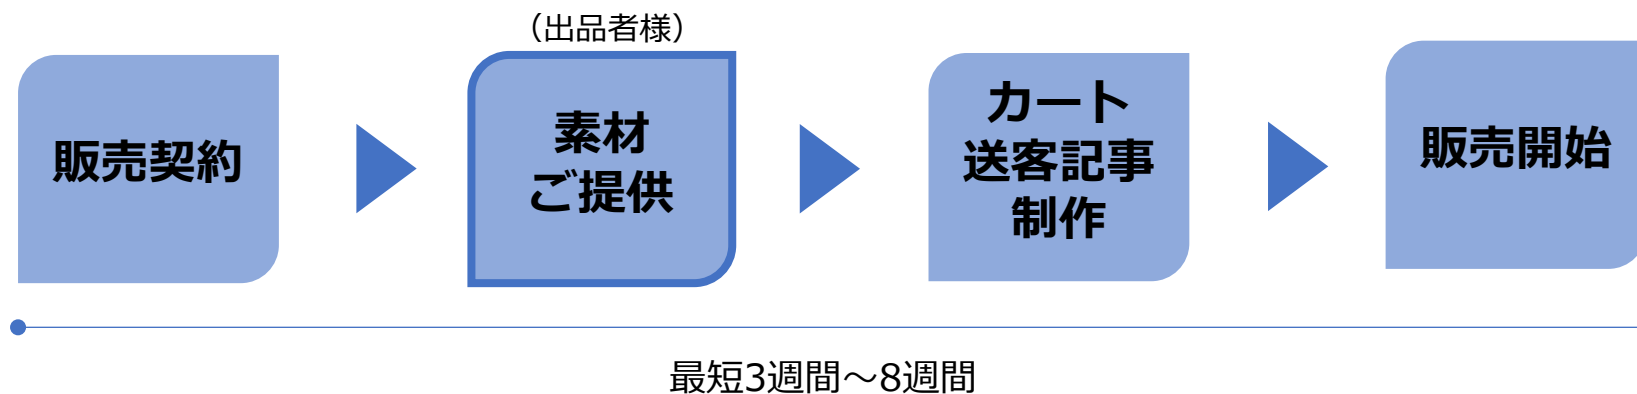 (出品者様)
販売契約
素材
ご提供
カート
送客記事
制作
販売開始
最短3週間～8週間